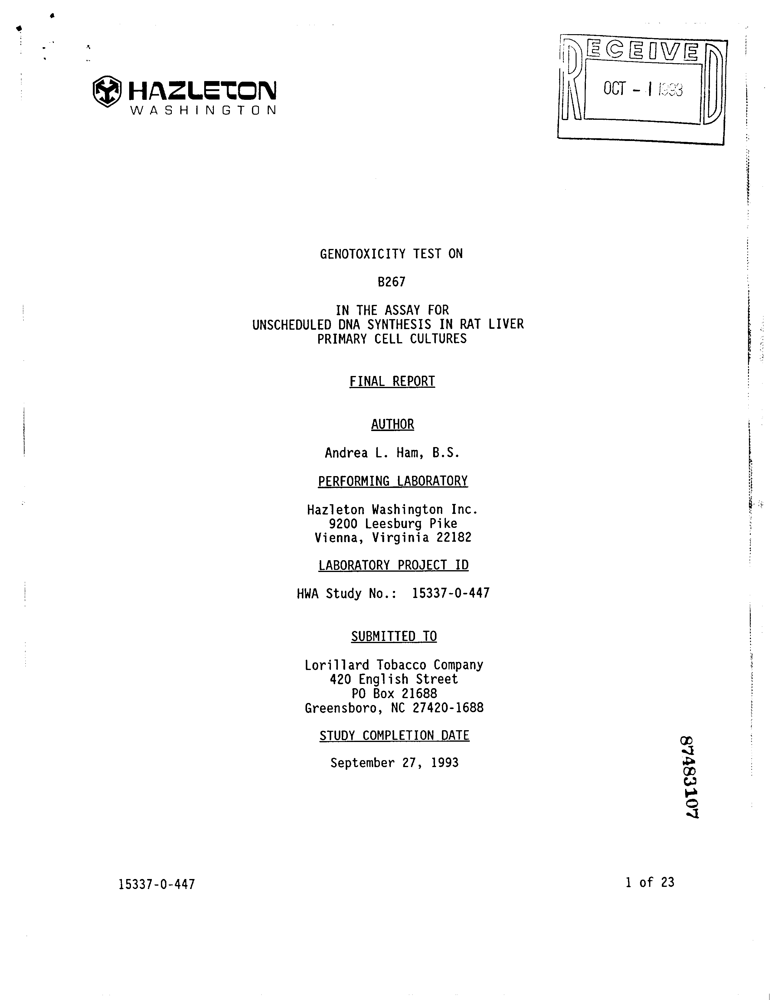 RECEIVED
OCT - 1 1993
HAZLETON
WASHINGTON
GENOTOXICITY TEST ON
B267
IN THE ASSAY FOR
UNSCHEDULED DNA SYNTHESIS IN RAT LIVER
PRIMARY CELL CULTURES
FINAL REPORT
AUTHOR
Andrea L. Ham, B.S.
PERFORMING LABORATORY
Hazleton Washington Inc.
9200 Leesburg Pike
Vienna, Virginia 22182
LABORATORY PROJECT ID
HWA Study No.: 15337-0-447
SUBMITTED TO
Lorillard Tobacco Company
420 English Street
PO Box 21688
Greensboro, NC 27420-1688
STUDY COMPLETION DATE
September 27, 1993
87483107
15337-0-447
1 of 23